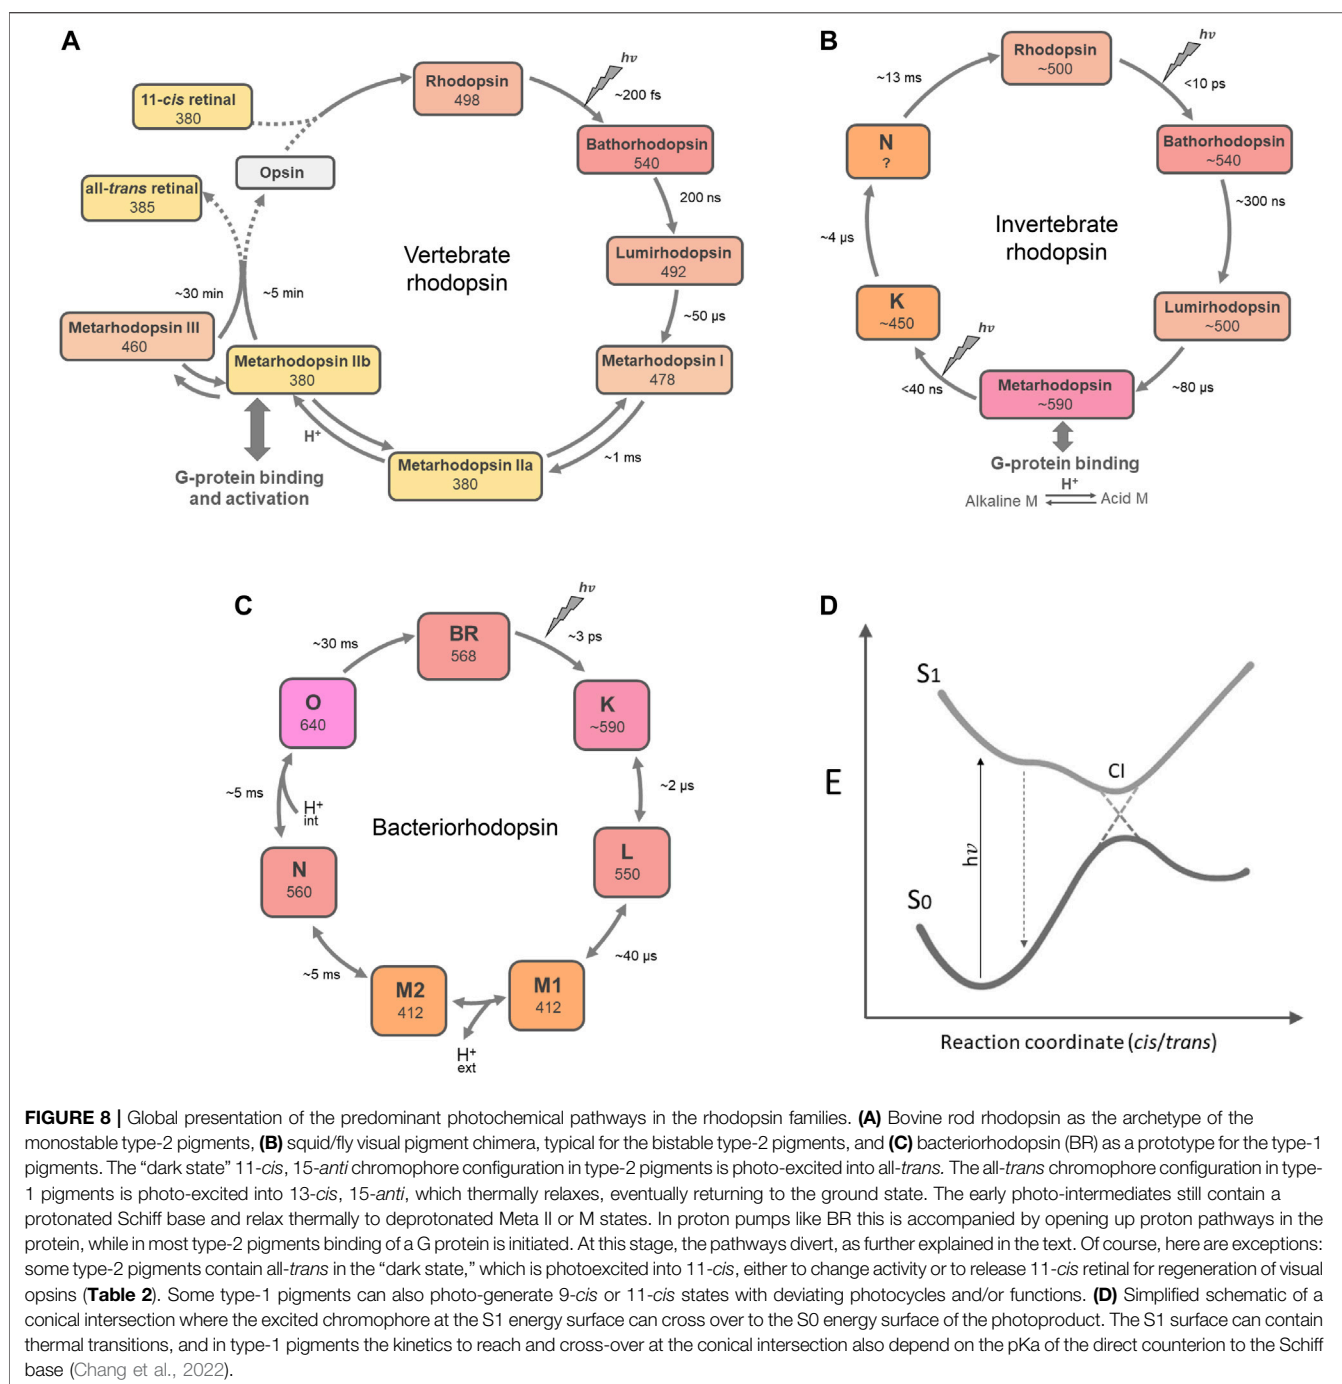 A
Rhodopsin
498
hν
~200 fs
Bathorhodopsin
540
200 ns
Lumirhodopsin
492
~50 µs
Metarhodopsin I
478
~1 ms
Metarhodopsin IIa
380
H+
Metarhodopsin IIb
380
G-protein binding
and activation
Metarhodopsin III
460
~30 min
~5 min
all-trans retinal
385
Opsin
11-cis retinal
380
Vertebrate
rhodopsin
B
Rhodopsin
~500
hν
<10 ps
Bathorhodopsin
~540
~300 ns
Lumirhodopsin
~500
~80 µs
Metarhodopsin
~590
G-protein binding
H+
Alkaline M
Acid M
hν
<40 ns
K
~450
~4 µs
N
?
~13 ms
Invertebrate
rhodopsin
C
BR
568
hν
~3 ps
K
~590
~2 µs
L
550
~40 µs
M1
412
H+
ext
M2
412
~5 ms
N
560
~5 ms
H+
int
O
640
~30 ms
Bacteriorhodopsin
D
S1
CI
E
hν
S0
Reaction coordinate (cis/trans)
FIGURE 8 | Global presentation of the predominant photochemical pathways in the rhodopsin families. (A) Bovine rod rhodopsin as the archetype of the
monostable type-2 pigments, (B) squid/fly visual pigment chimera, typical for the bistable type-2 pigments, and (C) bacteriorhodopsin (BR) as a prototype for the type-1
pigments. The “dark state” 11-cis, 15-anti chromophore configuration in type-2 pigments is photo-excited into all-trans. The all-trans chromophore configuration in type-
1 pigments is photo-excited into 13-cis, 15-anti, which thermally relaxes, eventually returning to the ground state. The early photo-intermediates still contain a
protonated Schiff base and relax thermally to deprotonated Meta II or M states. In proton pumps like BR this is accompanied by opening up proton pathways in the
protein, while in most type-2 pigments binding of a G protein is initiated. At this stage, the pathways divert, as further explained in the text. Of course, here are exceptions:
some type-2 pigments contain all-trans in the “dark state,” which is photoexcited into 11-cis, either to change activity or to release 11-cis retinal for regeneration of visual
opsins (Table 2). Some type-1 pigments can also photo-generate 9-cis or 11-cis states with deviating photocycles and/or functions. (D) Simplified schematic of a
conical intersection where the excited chromophore at the S1 energy surface can cross over to the S0 energy surface of the photoproduct. The S1 surface can contain
thermal transitions, and in type-1 pigments the kinetics to reach and cross-over at the conical intersection also depend on the pKa of the direct counterion to the Schiff
base (Chang et al., 2022).